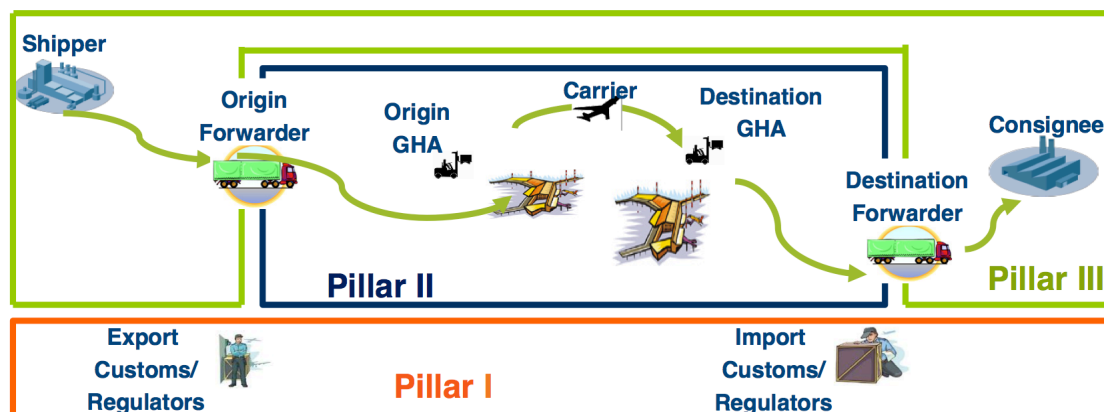 Shipper
Origin
Forwarder
Origin
GHA
Carrier
Destination
GHA
Consignee
Destination
Forwarder
Pillar II
Pillar III
Export
Customs/
Regulators
Pillar I
Import
Customs/
Regulators